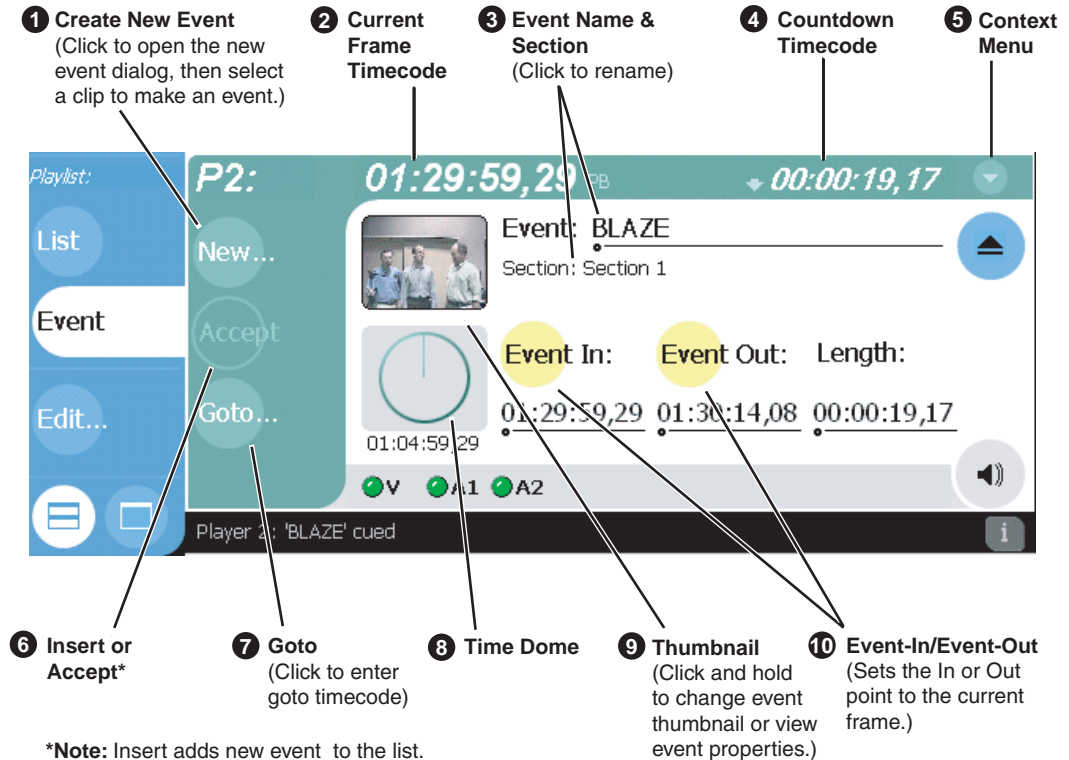 1 Create New Event
(Click to open the new
event dialog, then select
a clip to make an event.)
2 Current
Frame
Timecode
3 Event Name &
Section
(Click to rename)
4 Countdown
Timecode
5 Context
Menu
Playlist:
List
Event
Edit...
P2:
01:29:59,29 PB
00:00:19,17
New...
Accept
Goto...
Event: BLAZE
Section: Section 1
Event In:
Event Out:
Length:
01:29:59,29
01:30:14,08
00:00:19,17
01:04:59,29
V A1 A2
Player 2: 'BLAZE' cued
i
6 Insert or
Accept*
7 Goto
(Click to enter
goto timecode)
8 Time Dome
9 Thumbnail
(Click and hold
to change event
thumbnail or view
event properties.)
10 Event-In/Event-Out
(Sets the In or Out
point to the current
frame.)
*Note: Insert adds new event to the list.